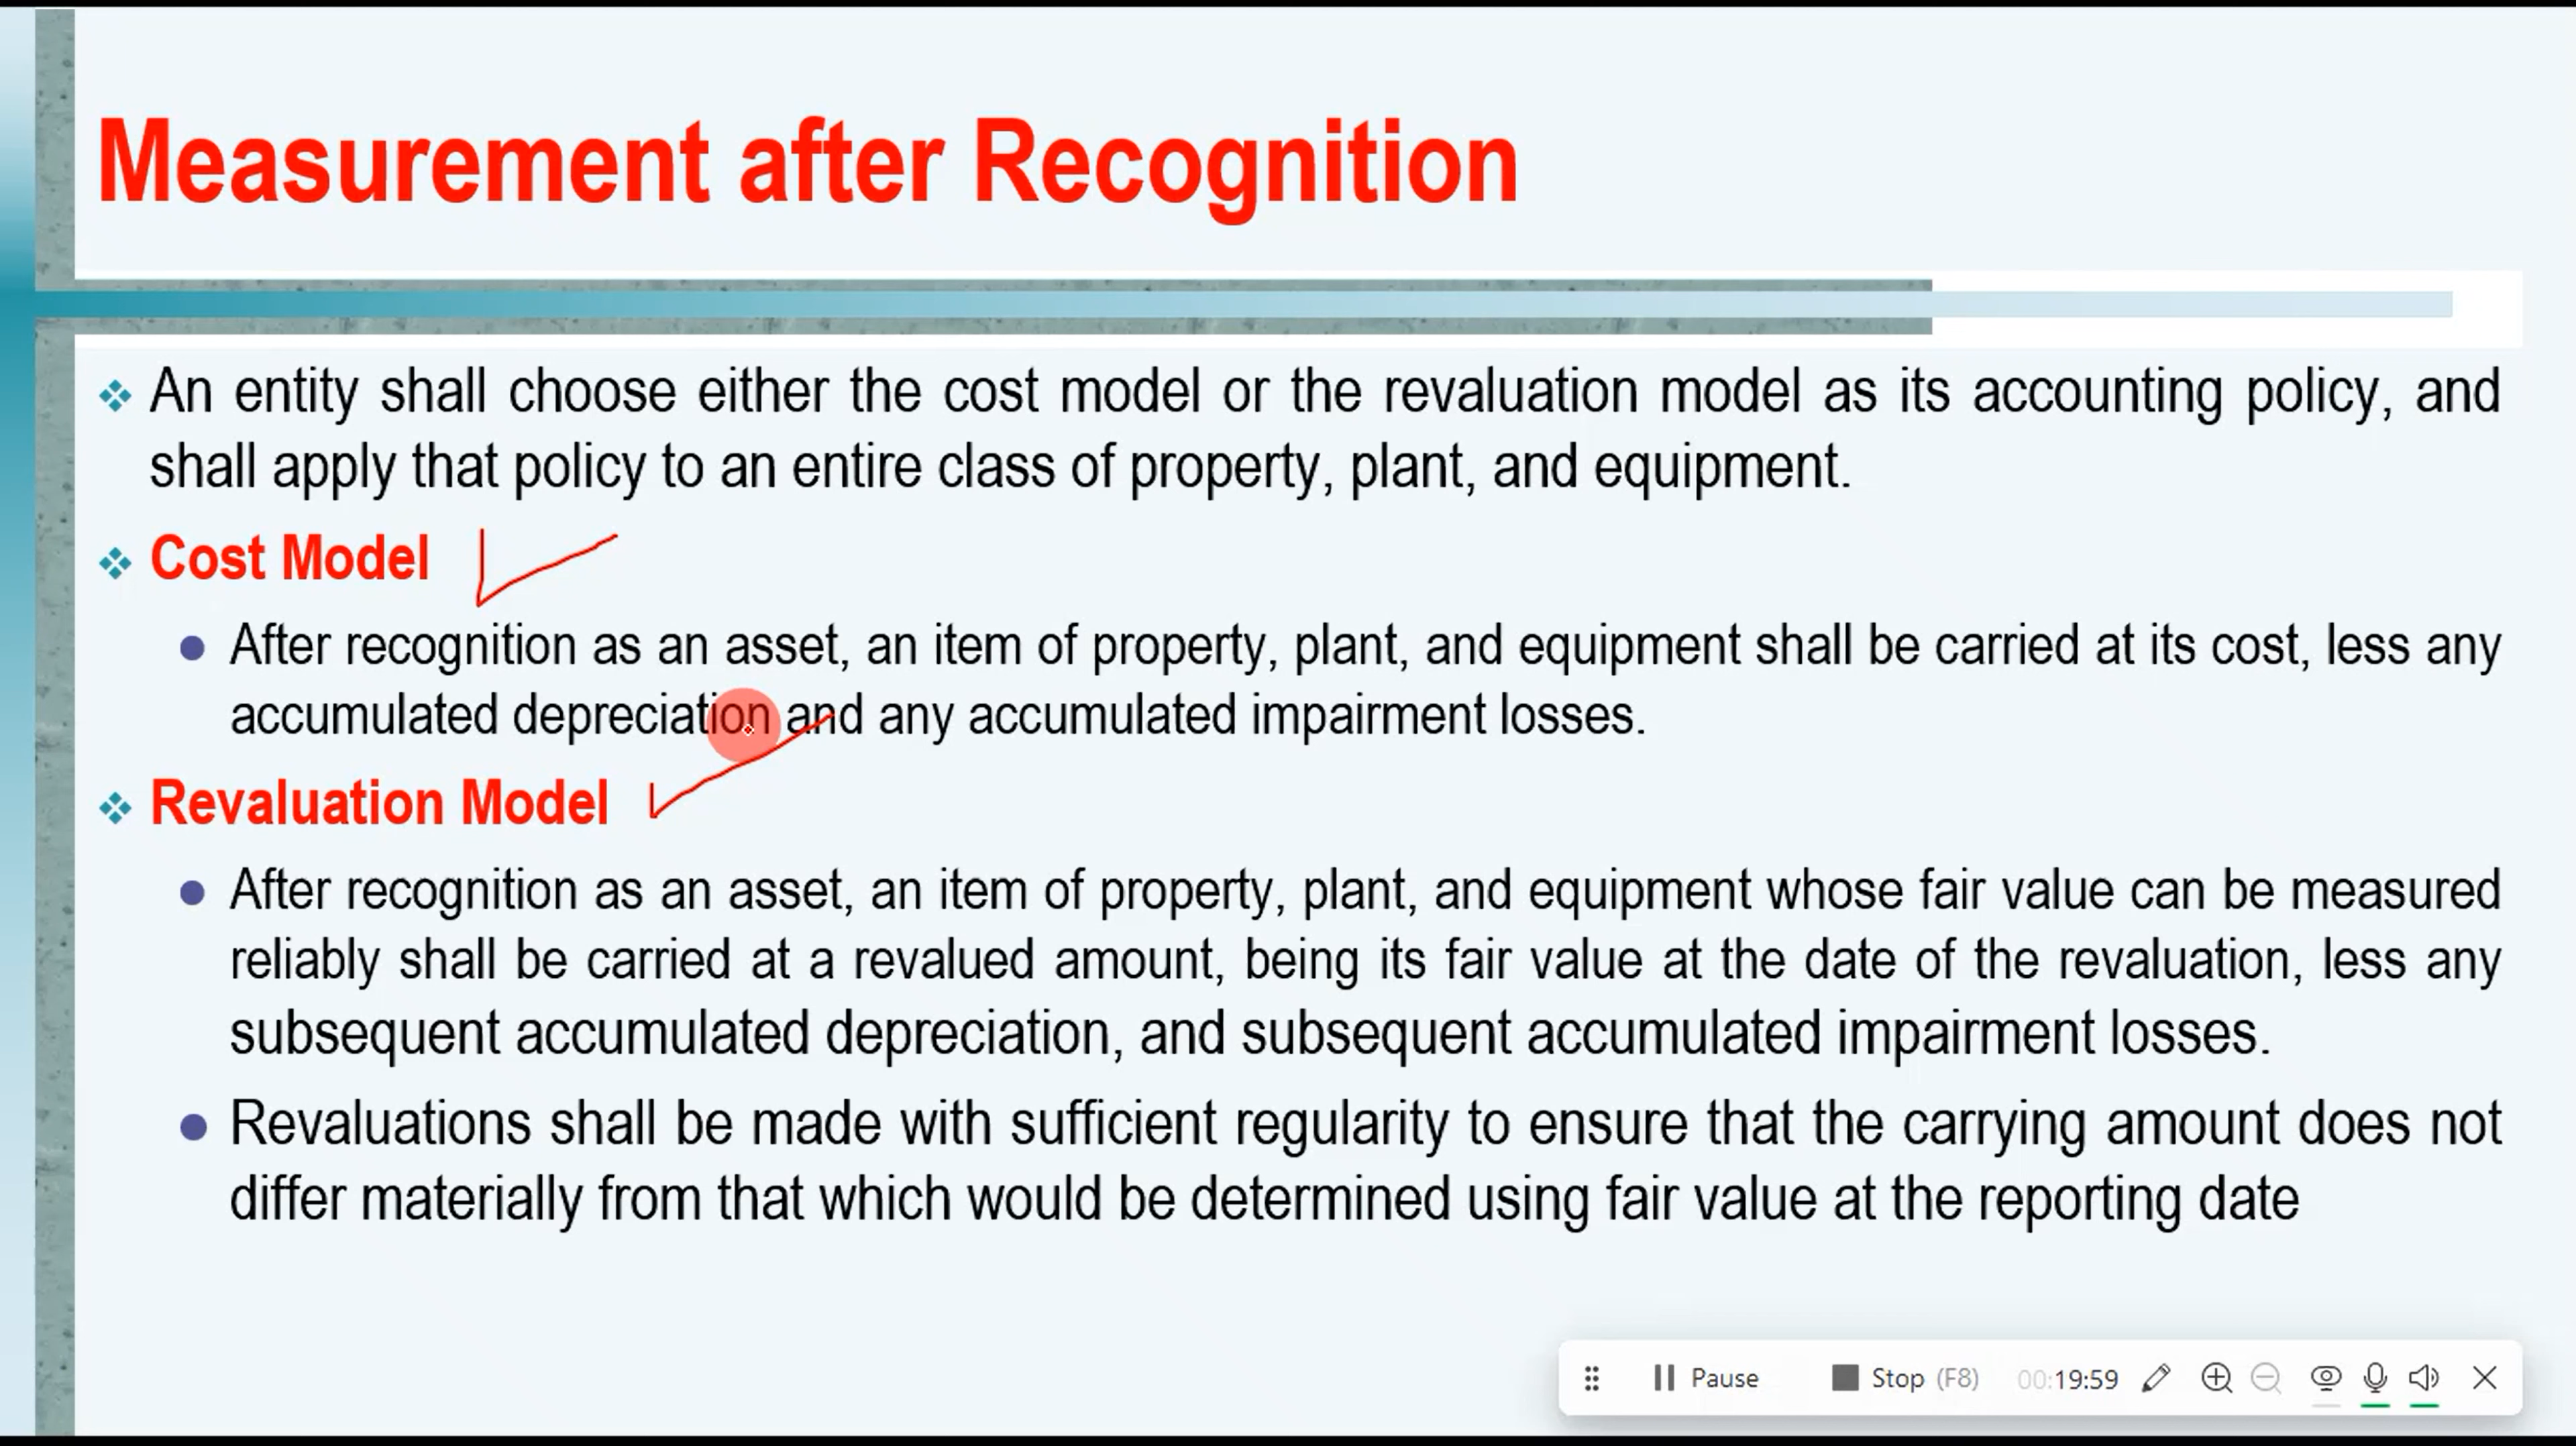 Measurement after Recognition
An entity shall choose either the cost model or the revaluation model as its accounting policy, and
shall apply that policy to an entire class of property, plant, and equipment.
Cost Model
After recognition as an asset, an item of property, plant, and equipment shall be carried at its cost, less any
accumulated depreciation and any accumulated impairment losses.
Revaluation Model
After recognition as an asset, an item of property, plant, and equipment whose fair value can be measured
reliably shall be carried at a revalued amount, being its fair value at the date of the revaluation, less any
subsequent accumulated depreciation, and subsequent accumulated impairment losses.
Revaluations shall be made with sufficient regularity to ensure that the carrying amount does not
differ materially from that which would be determined using fair value at the reporting date
Pause Stop (F8) 00:19:59